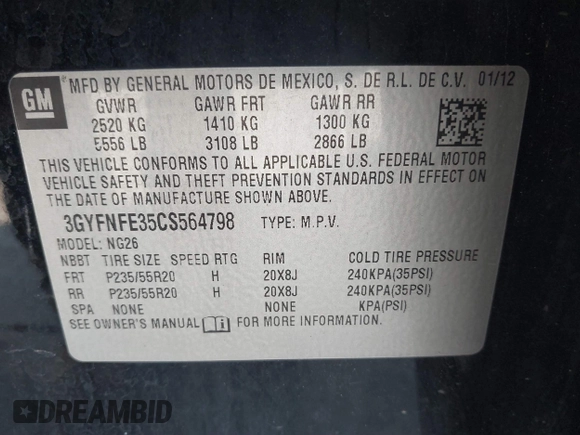 GM
MFD BY GENERAL MOTORS DE MEXICO, S. DE R.L. DE C.V. 01/12
GVWR GAWR FRT GAWR RR
2520 KG 1410 KG 1300 KG
5556 LB 3108 LB 2866 LB
THIS VEHICLE CONFORMS TO ALL APPLICABLE U.S. FEDERAL MOTOR
VEHICLE SAFETY AND THEFT PREVENTION STANDARDS IN EFFECT ON
THE DATE OF MANUFACTURE SHOWN ABOVE.
3GYFNFE35CS564798 TYPE: M.P.V.
MODEL: NG26
NBBT TIRE SIZE SPEED RTG RIM COLD TIRE PRESSURE
FRT P235/55R20 H 20X8J 240KPA(35PSI)
RR P235/55R20 H 20X8J 240KPA(35PSI)
SPA NONE NONE KPA(PSI)
SEE OWNER'S MANUAL FOR MORE INFORMATION.
DREAMBID